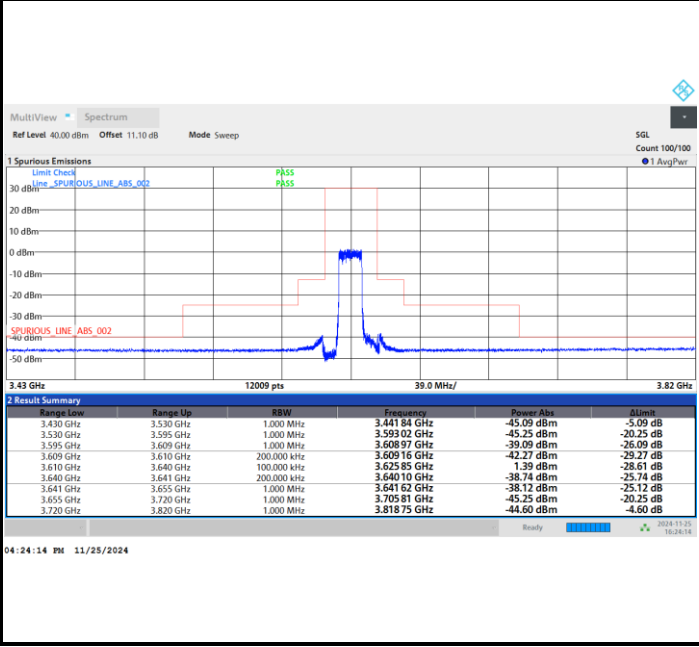 MultiView Spectrum
Ref Level 40.00 dBm Offset 11.10 dB Mode Sweep SGL
Count 100/100
1 Spurious Emissions 1 AvgPwr
Limit Check PASS
Line _SPURIOUS_LINE_ABS_002 PASS
30 dBm
20 dBm
10 dBm
0 dBm
-10 dBm
-20 dBm
-30 dBm
SPURIOUS_LINE_ABS_002
-40 dBm
-50 dBm
3.43 GHz 12009 pts 39.0 MHz/ 3.82 GHz
2 Result Summary
Range Low Range Up RBW Frequency Power Abs ΔLimit
3.430 GHz 3.530 GHz 1.000 MHz 3.441 84 GHz -45.09 dBm -5.09 dB
3.530 GHz 3.595 GHz 1.000 MHz 3.593 02 GHz -45.25 dBm -20.25 dB
3.595 GHz 3.609 GHz 1.000 MHz 3.608 97 GHz -39.09 dBm -26.09 dB
3.609 GHz 3.610 GHz 200.000 kHz 3.609 16 GHz -42.27 dBm -29.27 dB
3.610 GHz 3.640 GHz 100.000 kHz 3.625 85 GHz 1.39 dBm -28.61 dB
3.640 GHz 3.641 GHz 200.000 kHz 3.640 10 GHz -38.74 dBm -25.74 dB
3.641 GHz 3.655 GHz 1.000 MHz 3.641 62 GHz -38.12 dBm -25.12 dB
3.655 GHz 3.720 GHz 1.000 MHz 3.705 81 GHz -45.25 dBm -20.25 dB
3.720 GHz 3.820 GHz 1.000 MHz 3.818 75 GHz -44.60 dBm -4.60 dB
Ready 2024-11-25
16:24:14
04:24:14 PM 11/25/2024